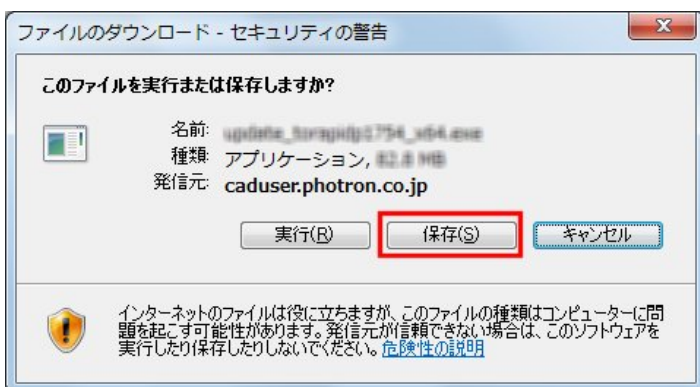 ファイルのダウンロード - セキュリティの警告
このファイルを実行または保存しますか?
名前:
種類: アプリケーション,
発信元: caduser.photron.co.jp
実行(R) 保存(S) キャンセル
インターネットのファイルは役に立ちますが、このファイルの種類はコンピューターに問
題を起こす可能性があります。発信元が信頼できない場合は、このソフトウェアを
実行したり保存したりしないでください。危険性の説明